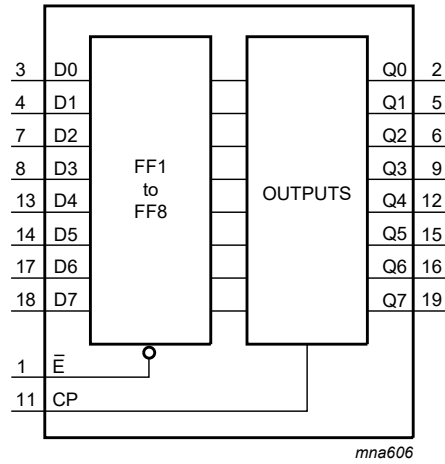 3 D0 Q0 2
4 D1 Q1 5
7 D2 Q2 6
8 D3 Q3 9
13 D4 Q4 12
14 D5 Q5 15
17 D6 Q6 16
18 D7 Q7 19
FF1
to
FF8
OUTPUTS
1 E̅
11 CP
mna606